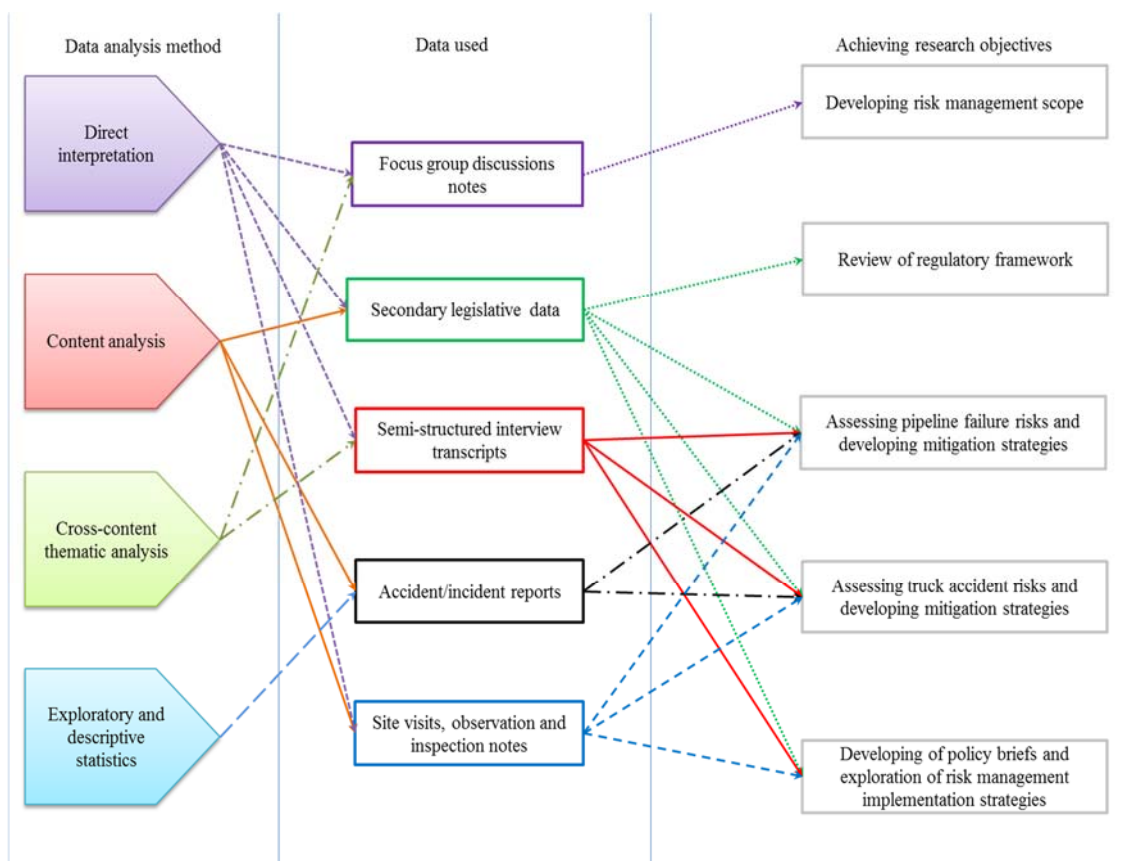 Data analysis method
Data used
Achieving research objectives
Direct
interpretation
Content analysis
Cross-content
thematic analysis
Exploratory and
descriptive
statistics
Focus group discussions
notes
Secondary legislative data
Semi-structured interview
transcripts
Accident/incident reports
Site visits, observation and
inspection notes
Developing risk management scope
Review of regulatory framework
Assessing pipeline failure risks and
developing mitigation strategies
Assessing truck accident risks and
developing mitigation strategies
Developing of policy briefs and
exploration of risk management
implementation strategies